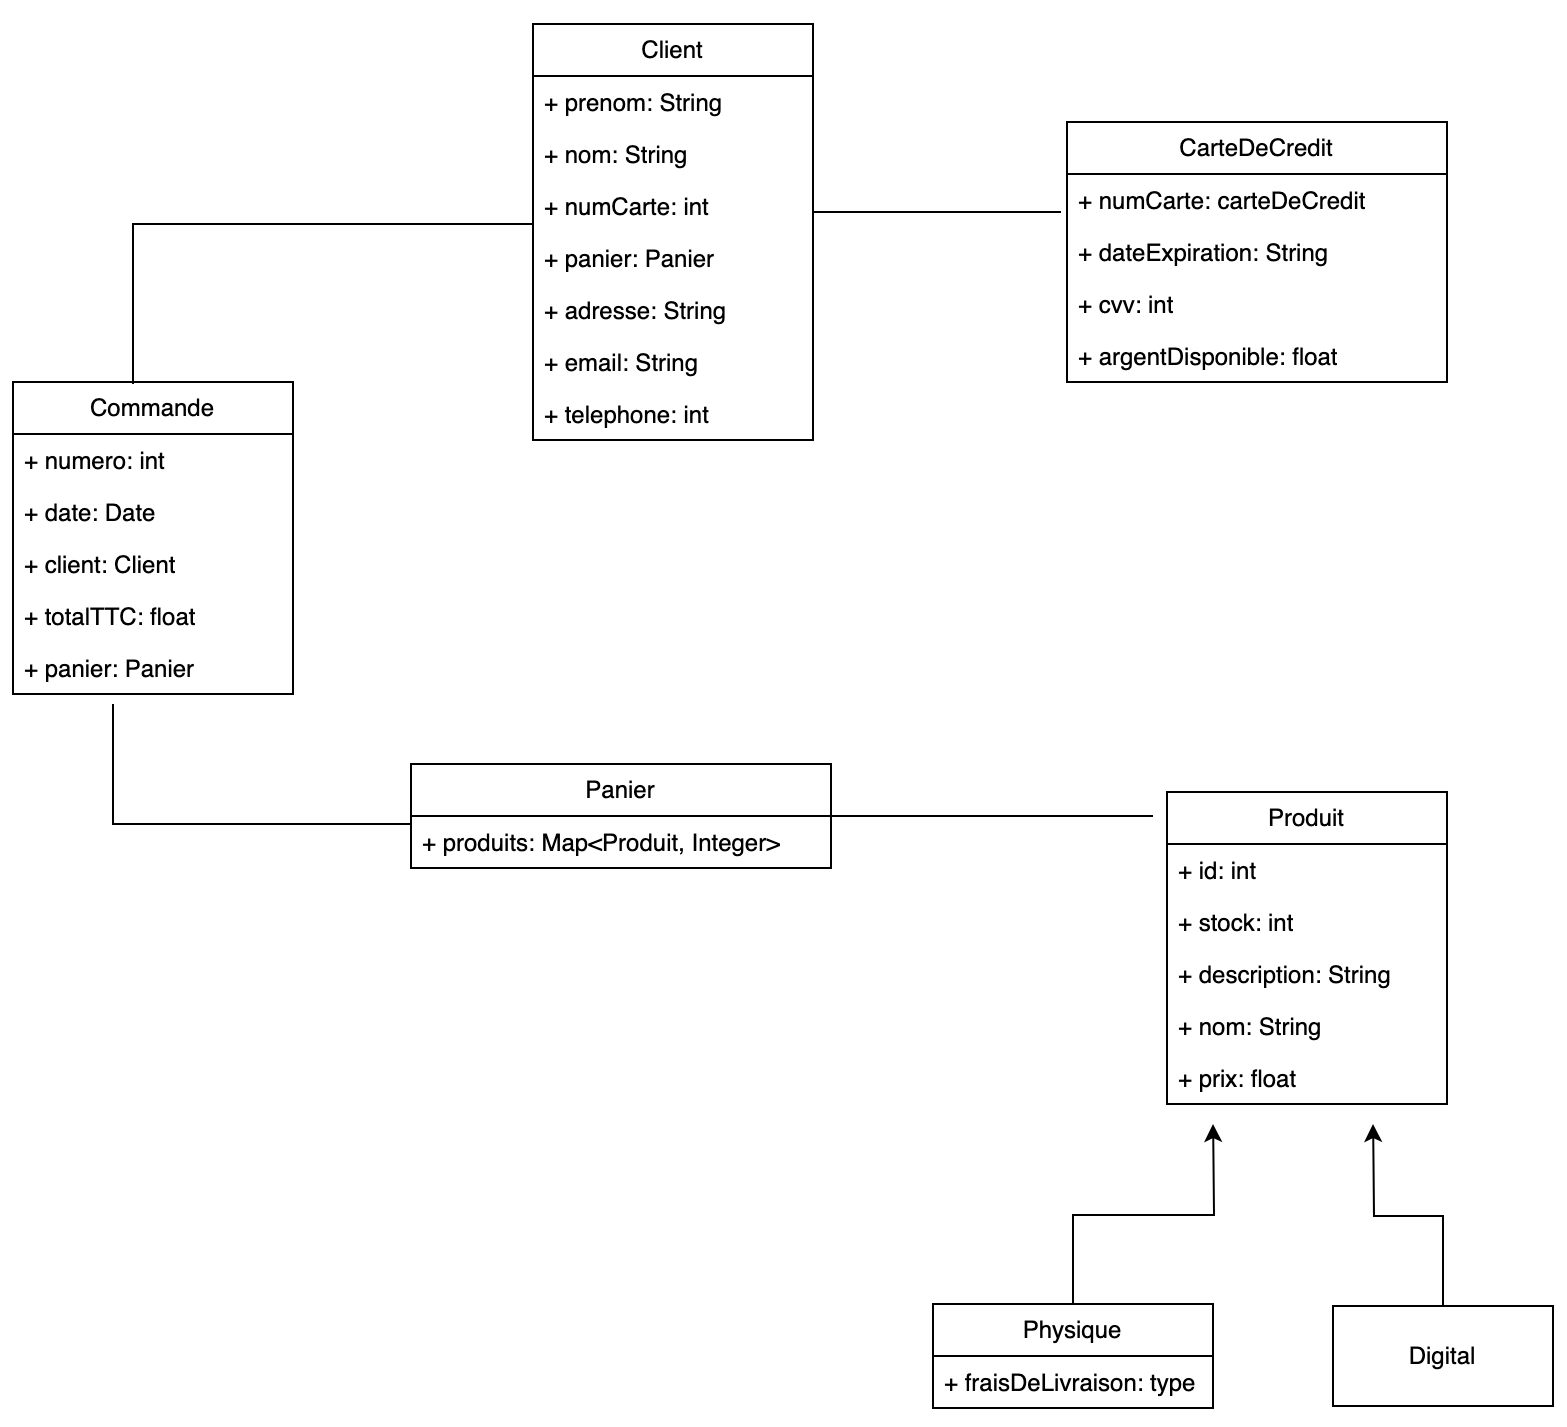 Client
+ prenom: String
+ nom: String
+ numCarte: int
+ panier: Panier
+ adresse: String
+ email: String
+ telephone: int
CarteDeCredit
+ numCarte: carteDeCredit
+ dateExpiration: String
+ cvv: int
+ argentDisponible: float
Commande
+ numero: int
+ date: Date
+ client: Client
+ totalTTC: float
+ panier: Panier
Panier
+ produits: Map<Produit, Integer>
Produit
+ id: int
+ stock: int
+ description: String
+ nom: String
+ prix: float
Physique
+ fraisDeLivraison: type
Digital